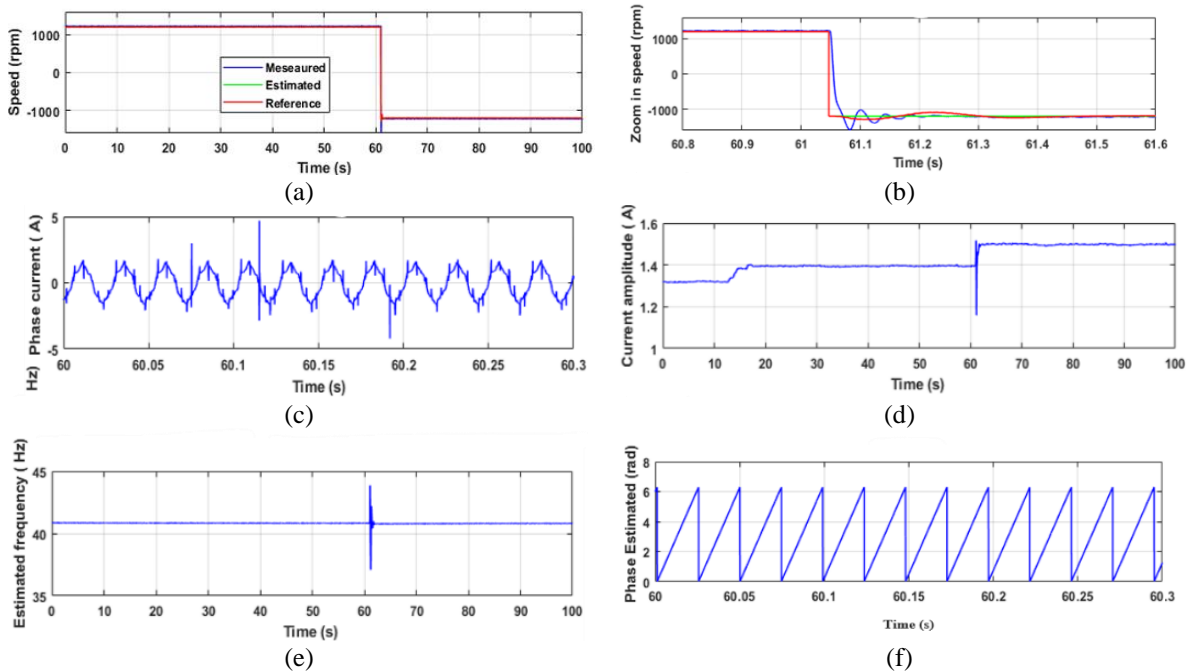 Speed (rpm)
1000
0
-1000
Meseaured
Estimated
Reference
0 10 20 30 40 50 60 70 80 90 100
Time (s)
(a)
Zoom in speed (rpm)
1000
0
-1000
60.8 60.9 61 61.1 61.2 61.3 61.4 61.5 61.6
Time (s)
(b)
Hz) Phase current ( A)
5
0
-5
60 60.05 60.1 60.15 60.2 60.25 60.3
Time (s)
(c)
Current amplitude ( A)
1.6
1.4
1.2
1
0 10 20 30 40 50 60 70 80 90 100
Time (s)
(d)
Estimated frequency ( Hz)
45
40
35
0 10 20 30 40 50 60 70 80 90 100
Time (s)
(e)
Phase Estimated (rad)
8
6
4
2
0
60 60.05 60.1 60.15 60.2 60.25 60.3
Time (s)
(f)